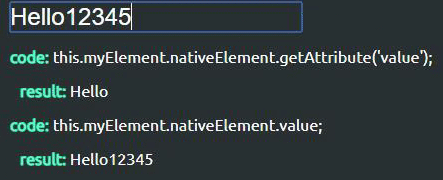 Hello12345
code: this.myElement.nativeElement.getAttribute('value');
result: Hello
code: this.myElement.nativeElement.value;
result: Hello12345